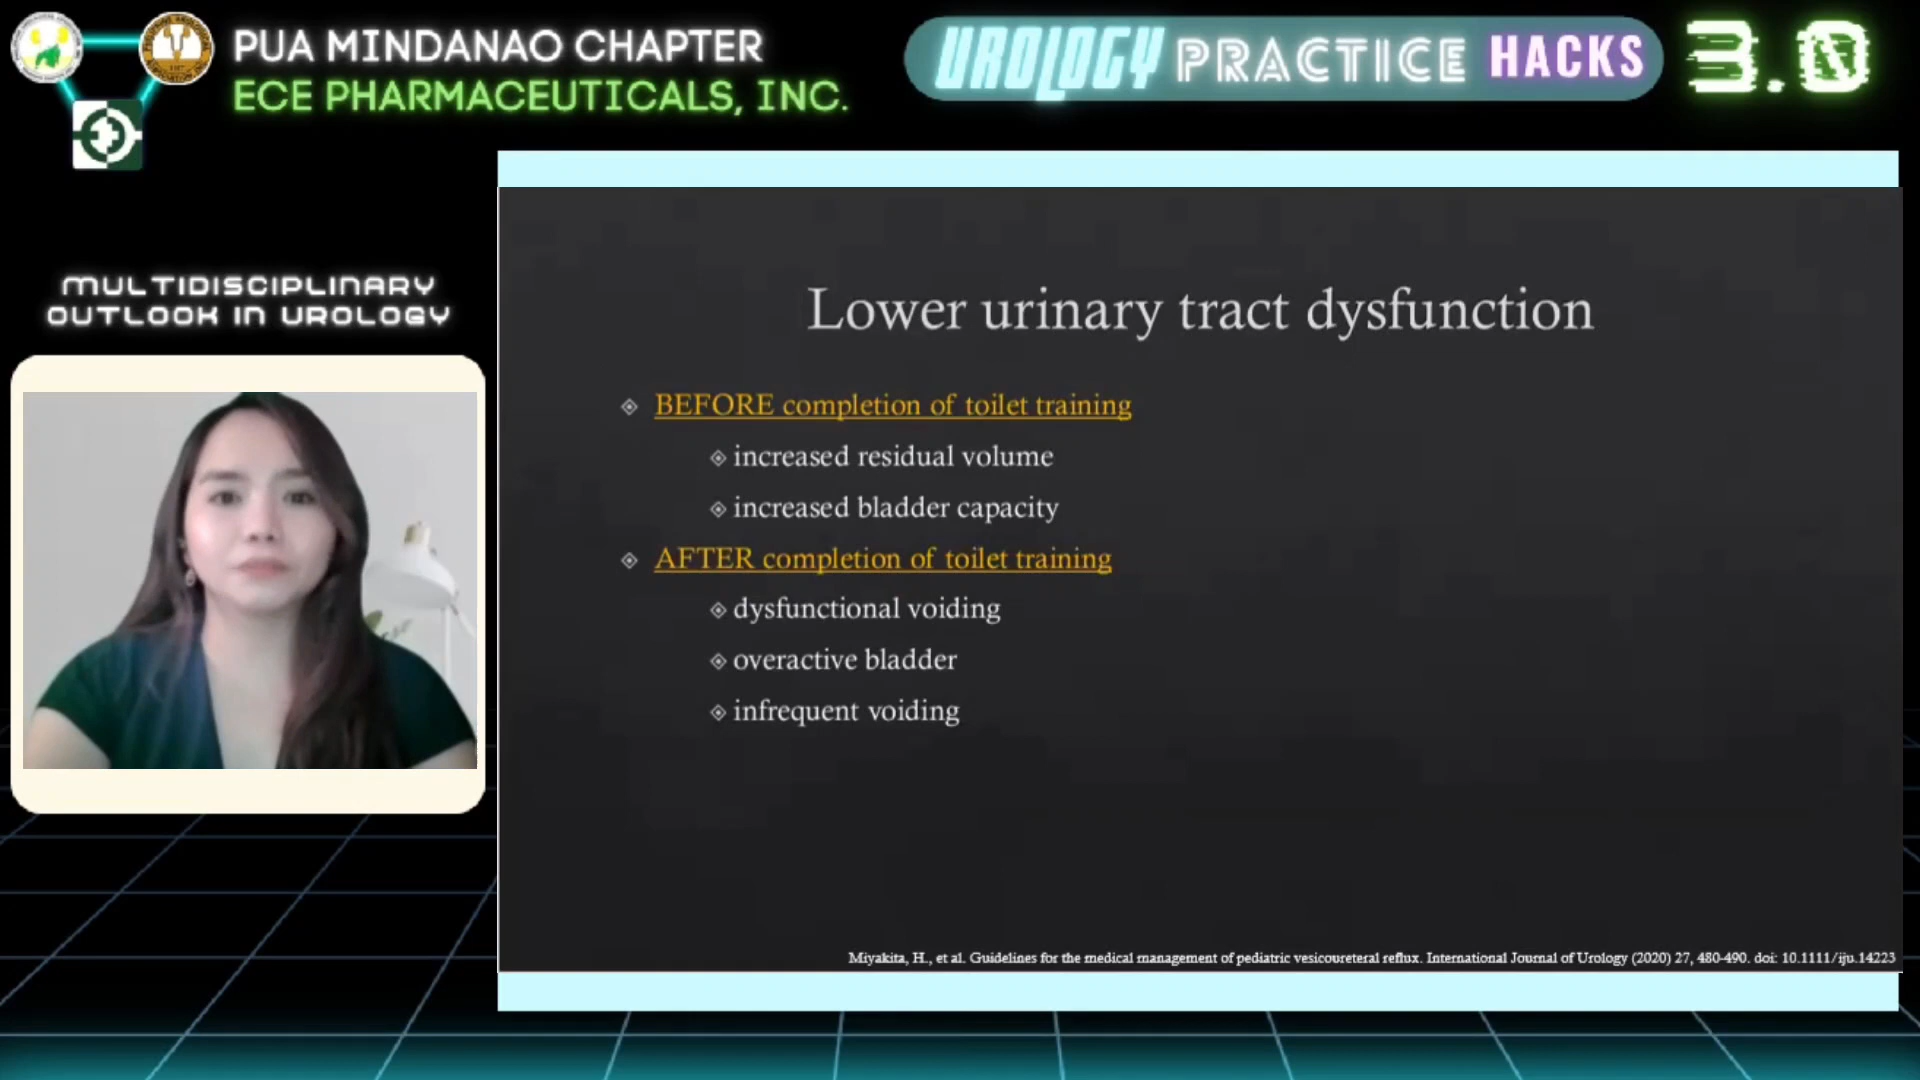 PUA MINDANAO CHAPTER
ECE PHARMACEUTICALS, INC.
UROLOGY PRACTICE HACKS 3.0
MULTIDISCIPLINARY
OUTLOOK IN UROLOGY
Lower urinary tract dysfunction
BEFORE completion of toilet training
increased residual volume
increased bladder capacity
AFTER completion of toilet training
dysfunctional voiding
overactive bladder
infrequent voiding
Miyakita, H., et al. Guidelines for the medical management of pediatric vesicoureteral reflux. International Journal of Urology (2020) 27, 480-490. doi: 10.1111/iju.14223